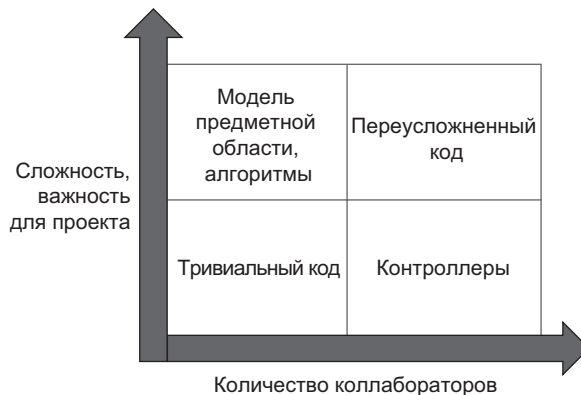 Модель
предметной
области,
алгоритмы
Переусложненный
код
Сложность,
важность
для проекта
Тривиальный код
Контроллеры
Количество коллабораторов